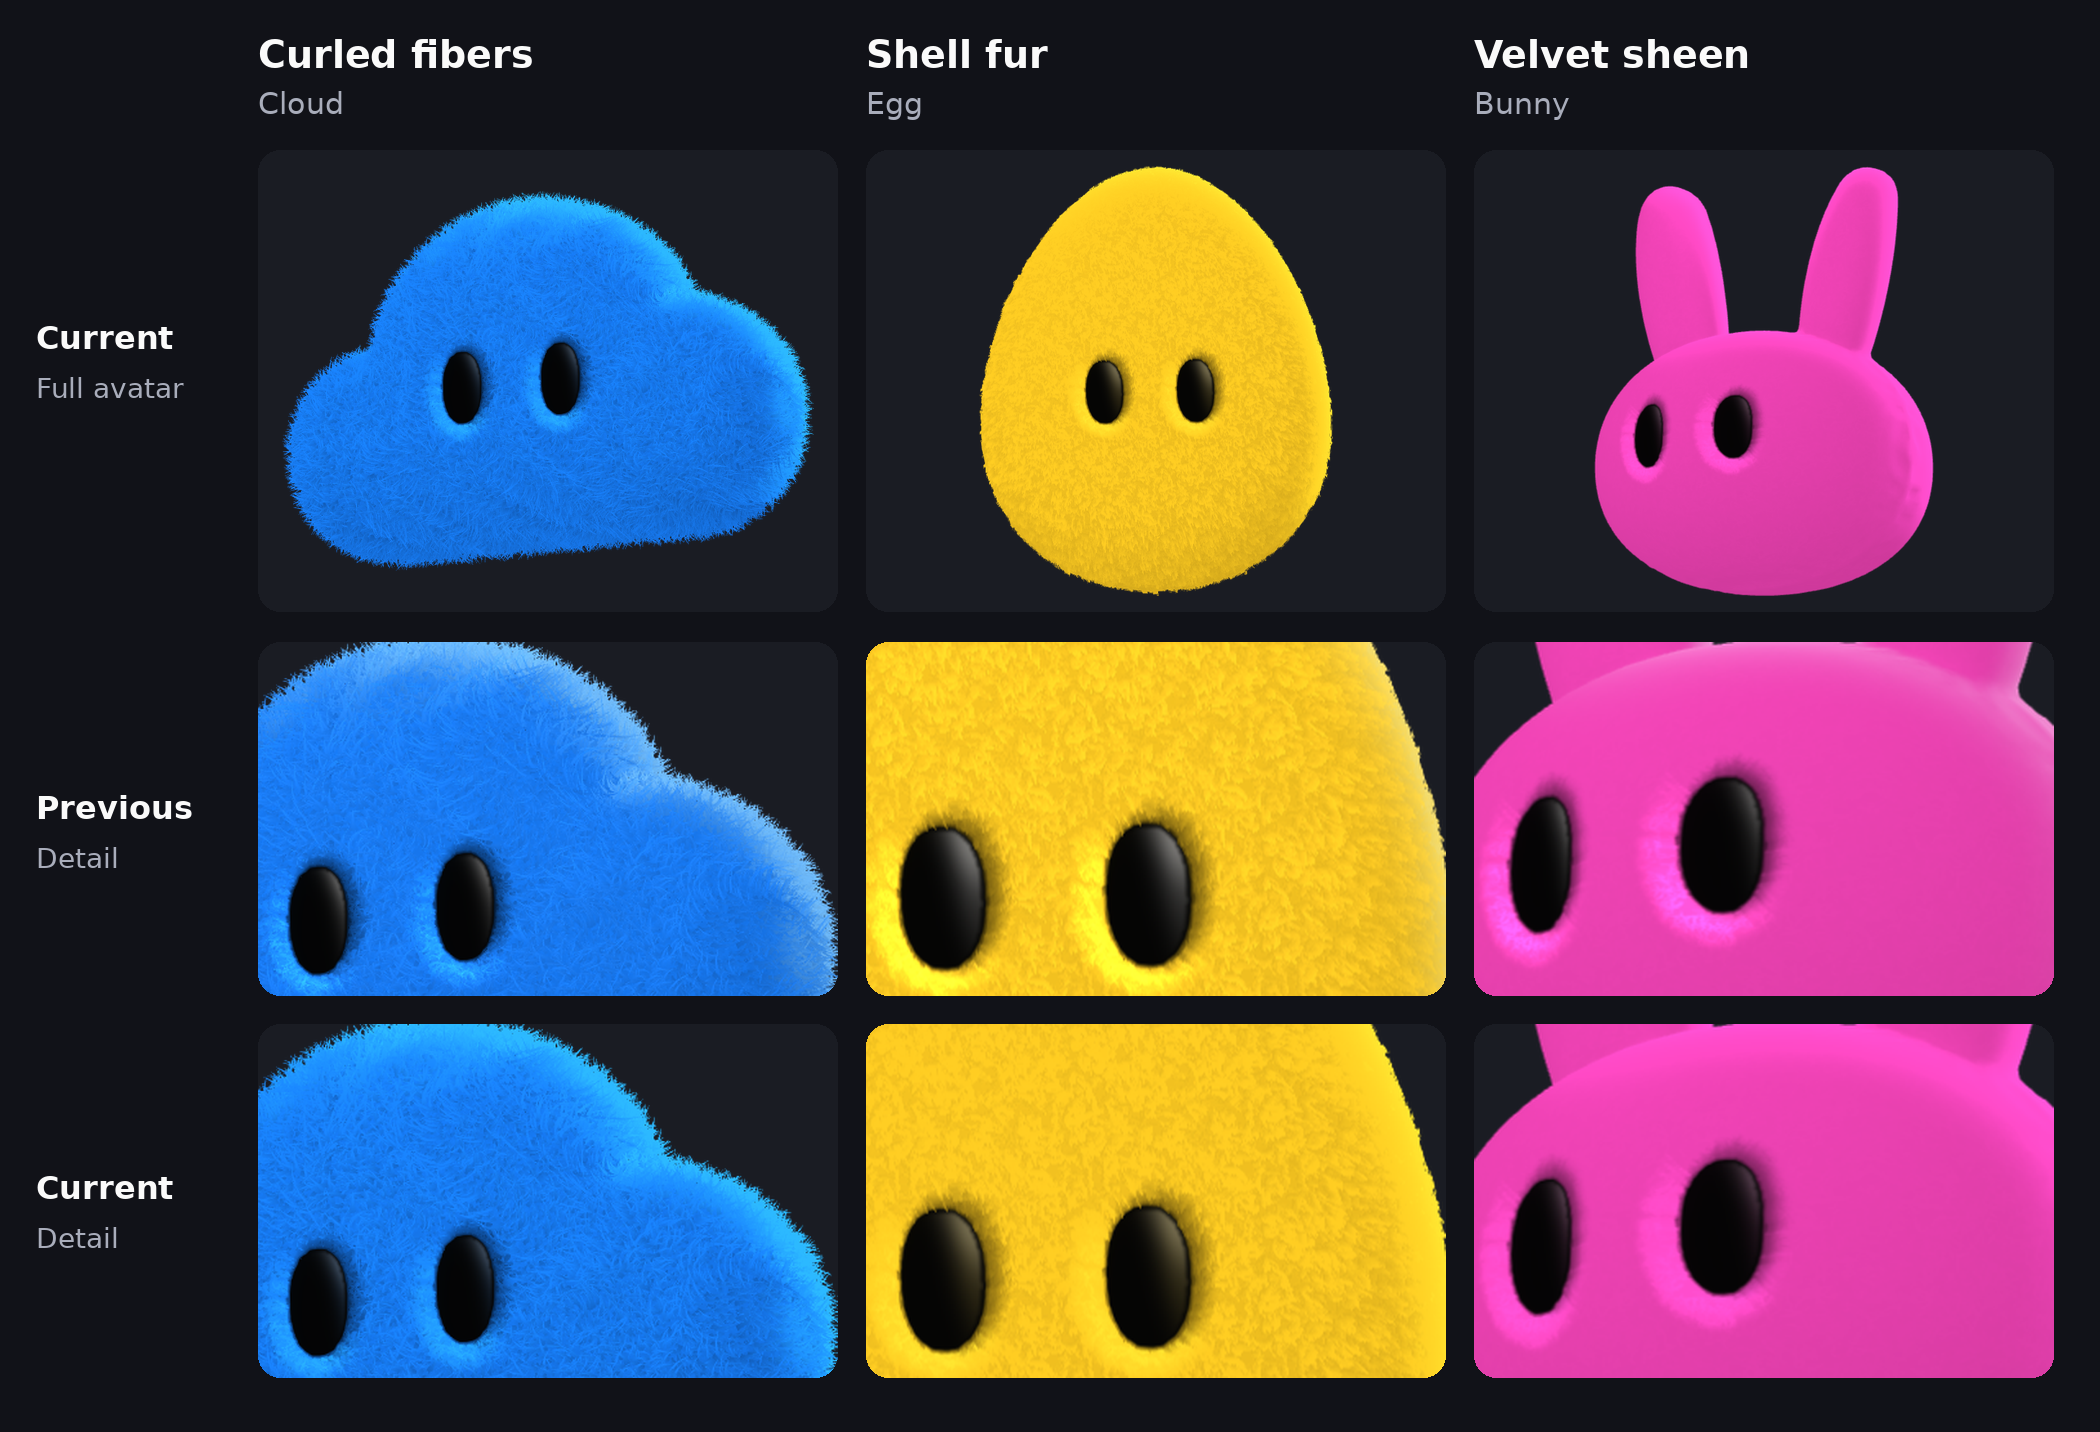 Curled fibers
Cloud
Shell fur
Egg
Velvet sheen
Bunny
Current
Full avatar
Previous
Detail
Current
Detail